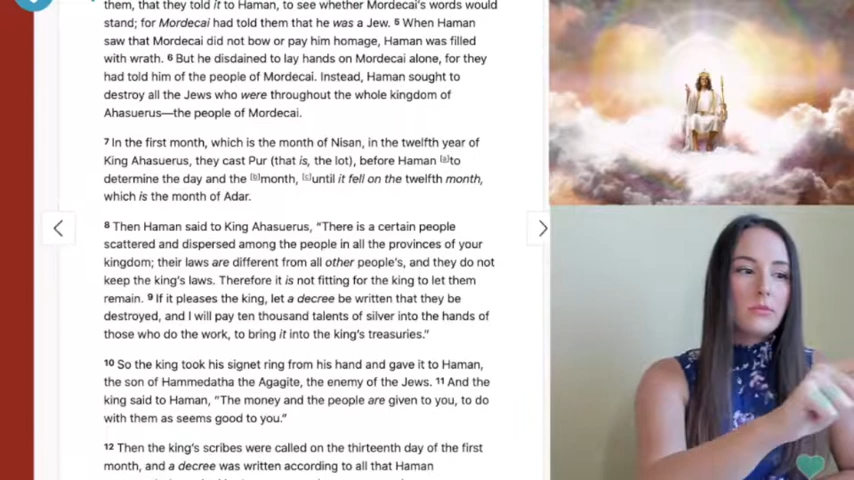 them, that they told it to Haman, to see whether Mordecai's words would
stand; for Mordecai had told them that he was a Jew. 5 When Haman
saw that Mordecai did not bow or pay him homage, Haman was filled
with wrath. 6 But he disdained to lay hands on Mordecai alone, for they
had told him of the people of Mordecai. Instead, Haman sought to
destroy all the Jews who were throughout the whole kingdom of
Ahasuerus—the people of Mordecai.
7 In the first month, which is the month of Nisan, in the twelfth year of
King Ahasuerus, they cast Pur (that is, the lot), before Haman [a]to
determine the day and the [b]month, [c]until it fell on the twelfth month,
which is the month of Adar.
8 Then Haman said to King Ahasuerus, "There is a certain people
scattered and dispersed among the people in all the provinces of your
kingdom; their laws are different from all other people's, and they do not
keep the king's laws. Therefore it is not fitting for the king to let them
remain. 9 If it pleases the king, let a decree be written that they be
destroyed, and I will pay ten thousand talents of silver into the hands of
those who do the work, to bring it into the king's treasuries."
10 So the king took his signet ring from his hand and gave it to Haman,
the son of Hammedatha the Agagite, the enemy of the Jews. 11 And the
king said to Haman, "The money and the people are given to you, to do
with them as seems good to you."
12 Then the king's scribes were called on the thirteenth day of the first
month, and a decree was written according to all that Haman